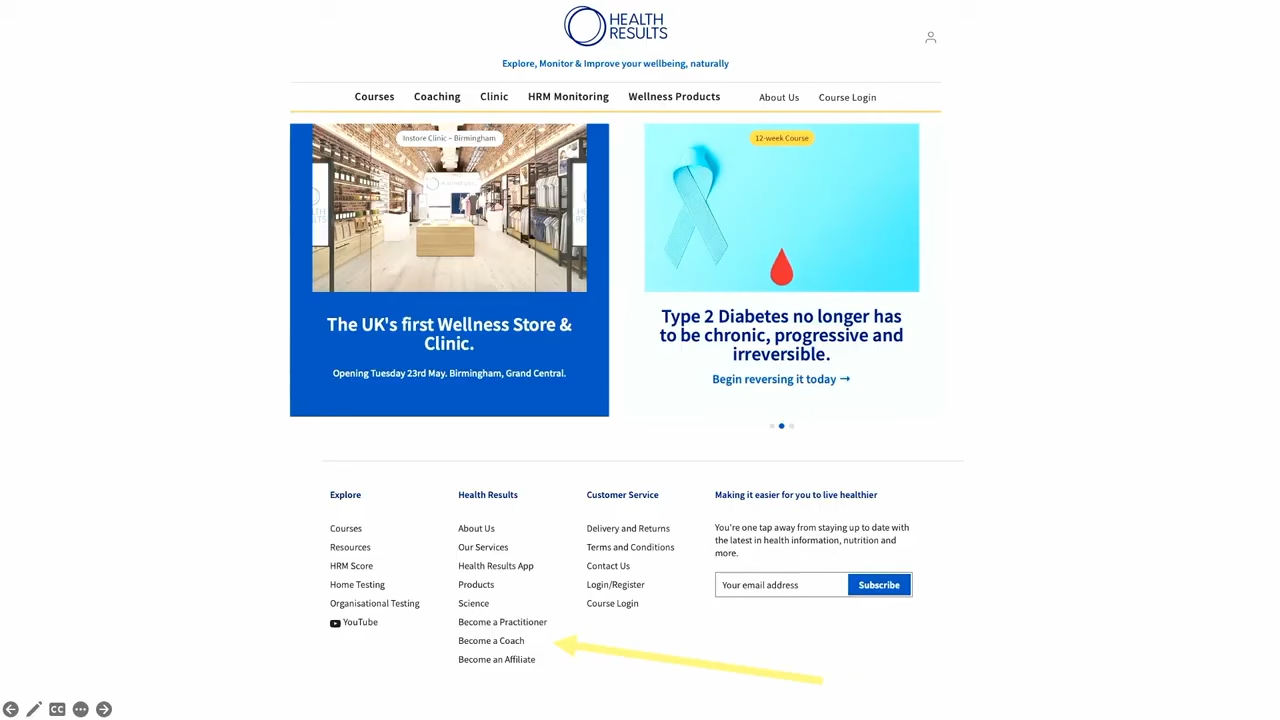 HEALTH
RESULTS
Explore, Monitor & Improve your wellbeing, naturally
Courses Coaching Clinic HRM Monitoring Wellness Products About Us Course Login
Instore Clinic – Birmingham
The UK's first Wellness Store &
Clinic.
Opening Tuesday 23rd May. Birmingham, Grand Central.
12-week Course
Type 2 Diabetes no longer has
to be chronic, progressive and
irreversible.
Begin reversing it today →
Explore
Courses
Resources
HRM Score
Home Testing
Organisational Testing
YouTube
Health Results
About Us
Our Services
Health Results App
Products
Science
Become a Practitioner
Become a Coach
Become an Affiliate
Customer Service
Delivery and Returns
Terms and Conditions
Contact Us
Login/Register
Course Login
Making it easier for you to live healthier
You're one tap away from staying up to date with
the latest in health information, nutrition and
more.
Your email address Subscribe
CC